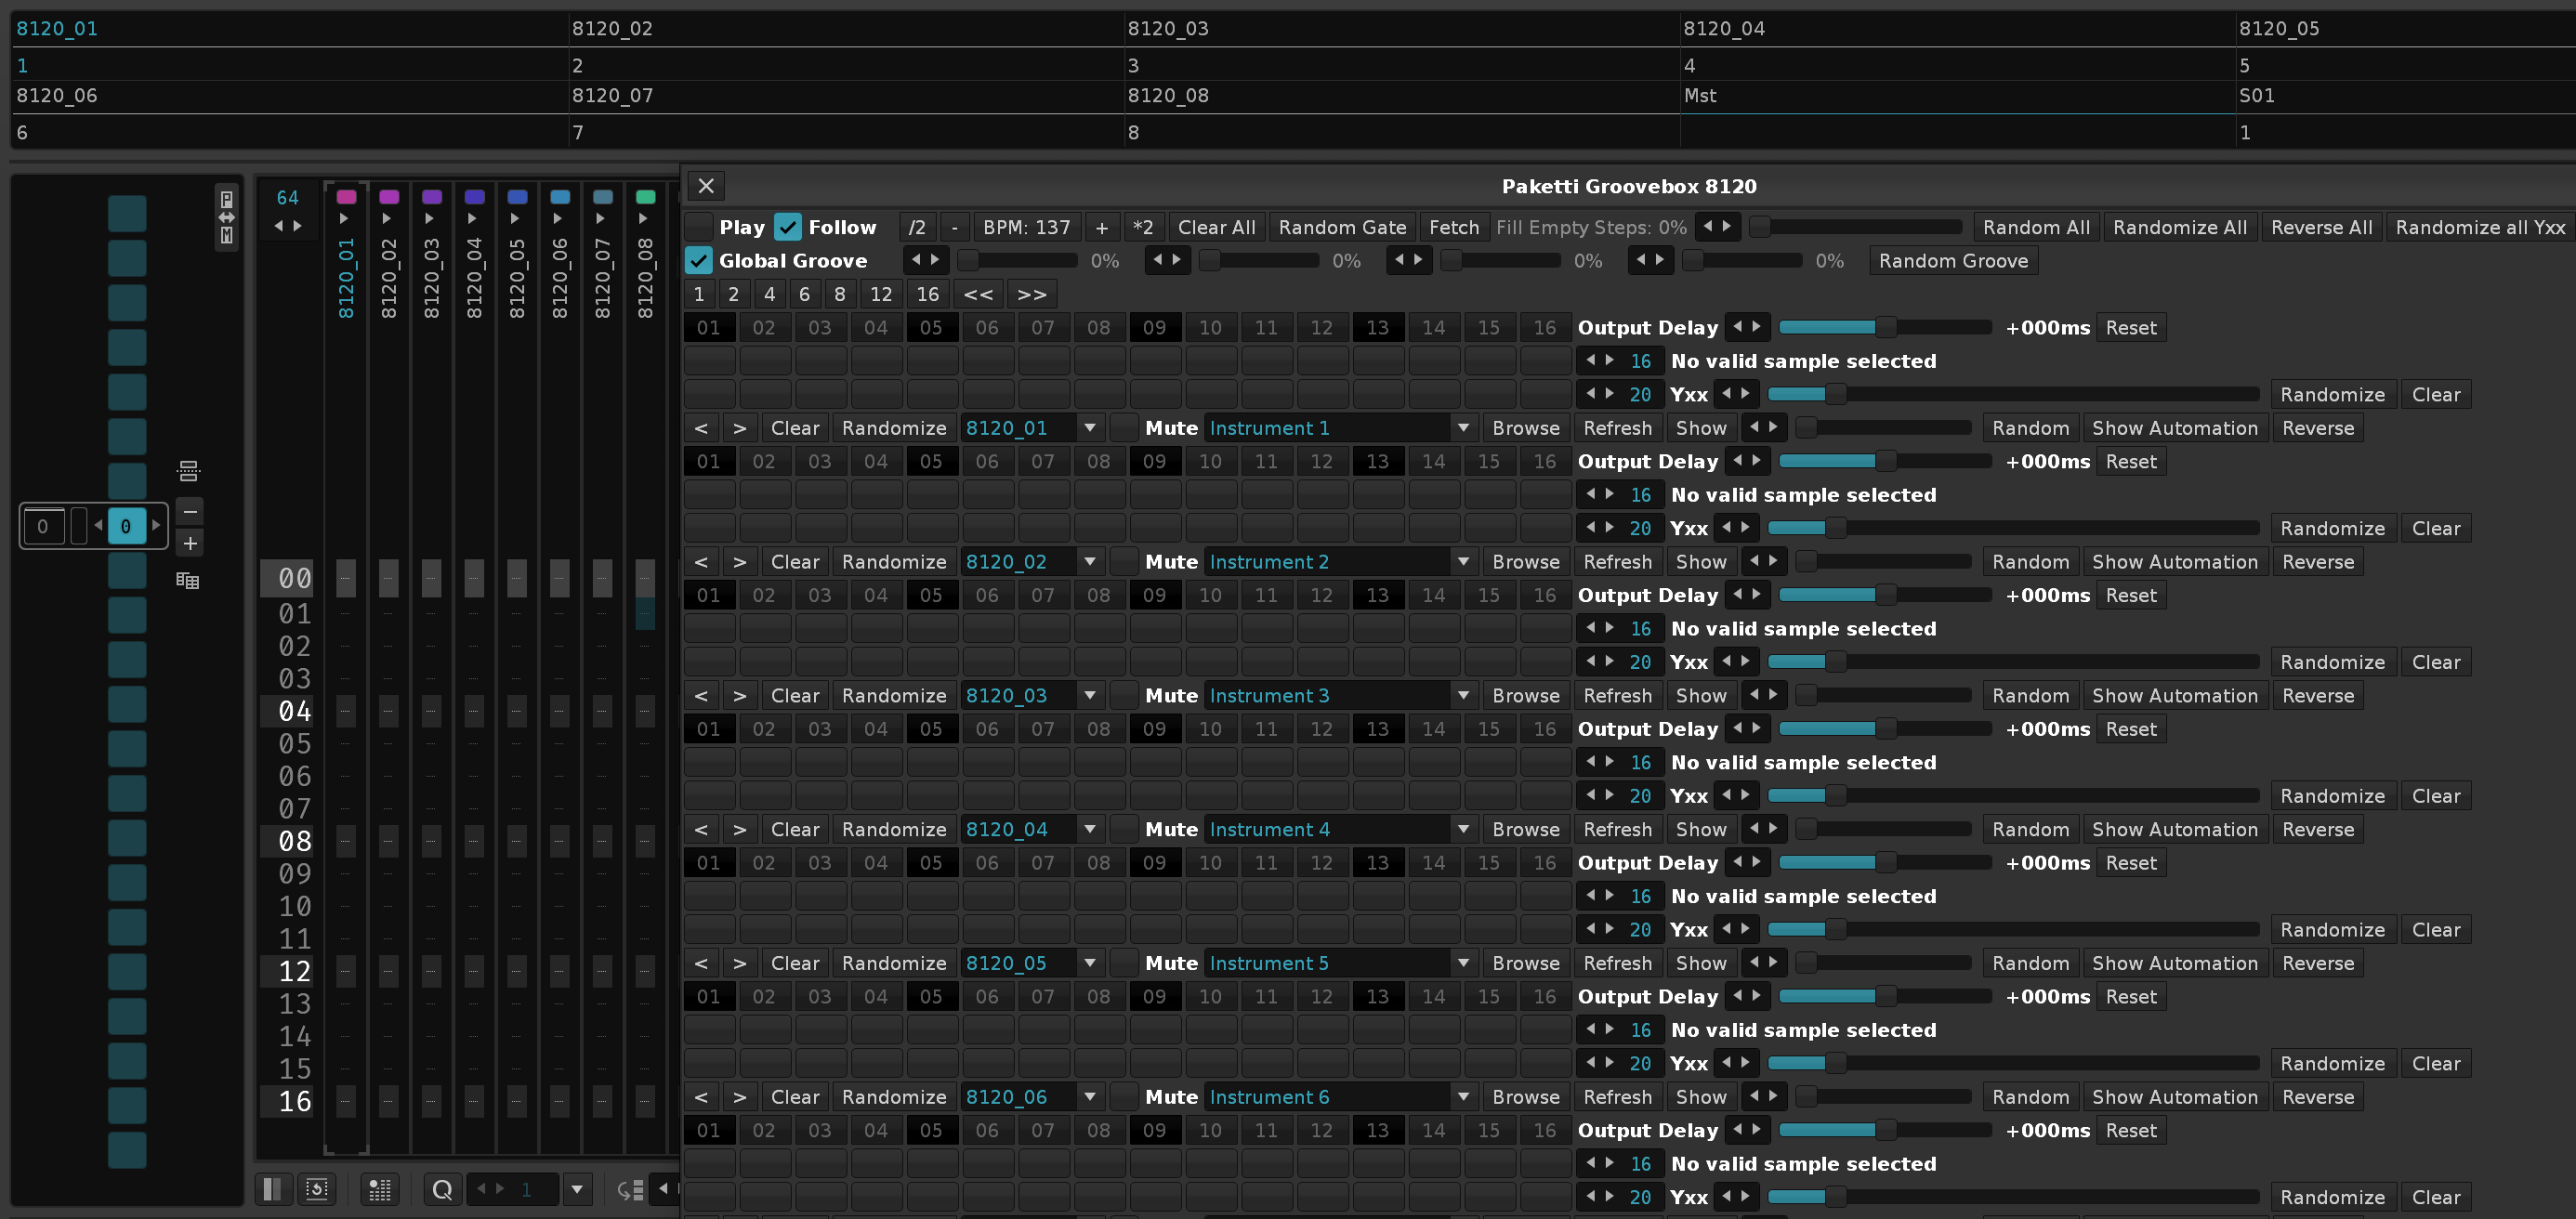 8120_01 8120_02 8120_03 8120_04 8120_05
1 2 3 4 5
8120_06 8120_07 8120_08 Mst S01
6 7 8 1
P
M
64
8120_01 8120_02 8120_03 8120_04 8120_05 8120_06 8120_07 8120_08
0 0
00
01
02
03
04
05
06
07
08
09
10
11
12
13
14
15
16
Q 1
Paketti Groovebox 8120
Play Follow /2 - BPM: 137 + *2 Clear All Random Gate Fetch Fill Empty Steps: 0% Random All Randomize All Reverse All Randomize all Yxx
Global Groove 0% 0% 0% 0% Random Groove
1 2 4 6 8 12 16 << >>
01 02 03 04 05 06 07 08 09 10 11 12 13 14 15 16 Output Delay +000ms Reset
16 No valid sample selected
20 Yxx Randomize Clear
< > Clear Randomize 8120_01 Mute Instrument 1 Browse Refresh Show Random Show Automation Reverse
01 02 03 04 05 06 07 08 09 10 11 12 13 14 15 16 Output Delay +000ms Reset
16 No valid sample selected
20 Yxx Randomize Clear
< > Clear Randomize 8120_02 Mute Instrument 2 Browse Refresh Show Random Show Automation Reverse
01 02 03 04 05 06 07 08 09 10 11 12 13 14 15 16 Output Delay +000ms Reset
16 No valid sample selected
20 Yxx Randomize Clear
< > Clear Randomize 8120_03 Mute Instrument 3 Browse Refresh Show Random Show Automation Reverse
01 02 03 04 05 06 07 08 09 10 11 12 13 14 15 16 Output Delay +000ms Reset
16 No valid sample selected
20 Yxx Randomize Clear
< > Clear Randomize 8120_04 Mute Instrument 4 Browse Refresh Show Random Show Automation Reverse
01 02 03 04 05 06 07 08 09 10 11 12 13 14 15 16 Output Delay +000ms Reset
16 No valid sample selected
20 Yxx Randomize Clear
< > Clear Randomize 8120_05 Mute Instrument 5 Browse Refresh Show Random Show Automation Reverse
01 02 03 04 05 06 07 08 09 10 11 12 13 14 15 16 Output Delay +000ms Reset
16 No valid sample selected
20 Yxx Randomize Clear
< > Clear Randomize 8120_06 Mute Instrument 6 Browse Refresh Show Random Show Automation Reverse
01 02 03 04 05 06 07 08 09 10 11 12 13 14 15 16 Output Delay +000ms Reset
16 No valid sample selected
20 Yxx Randomize Clear